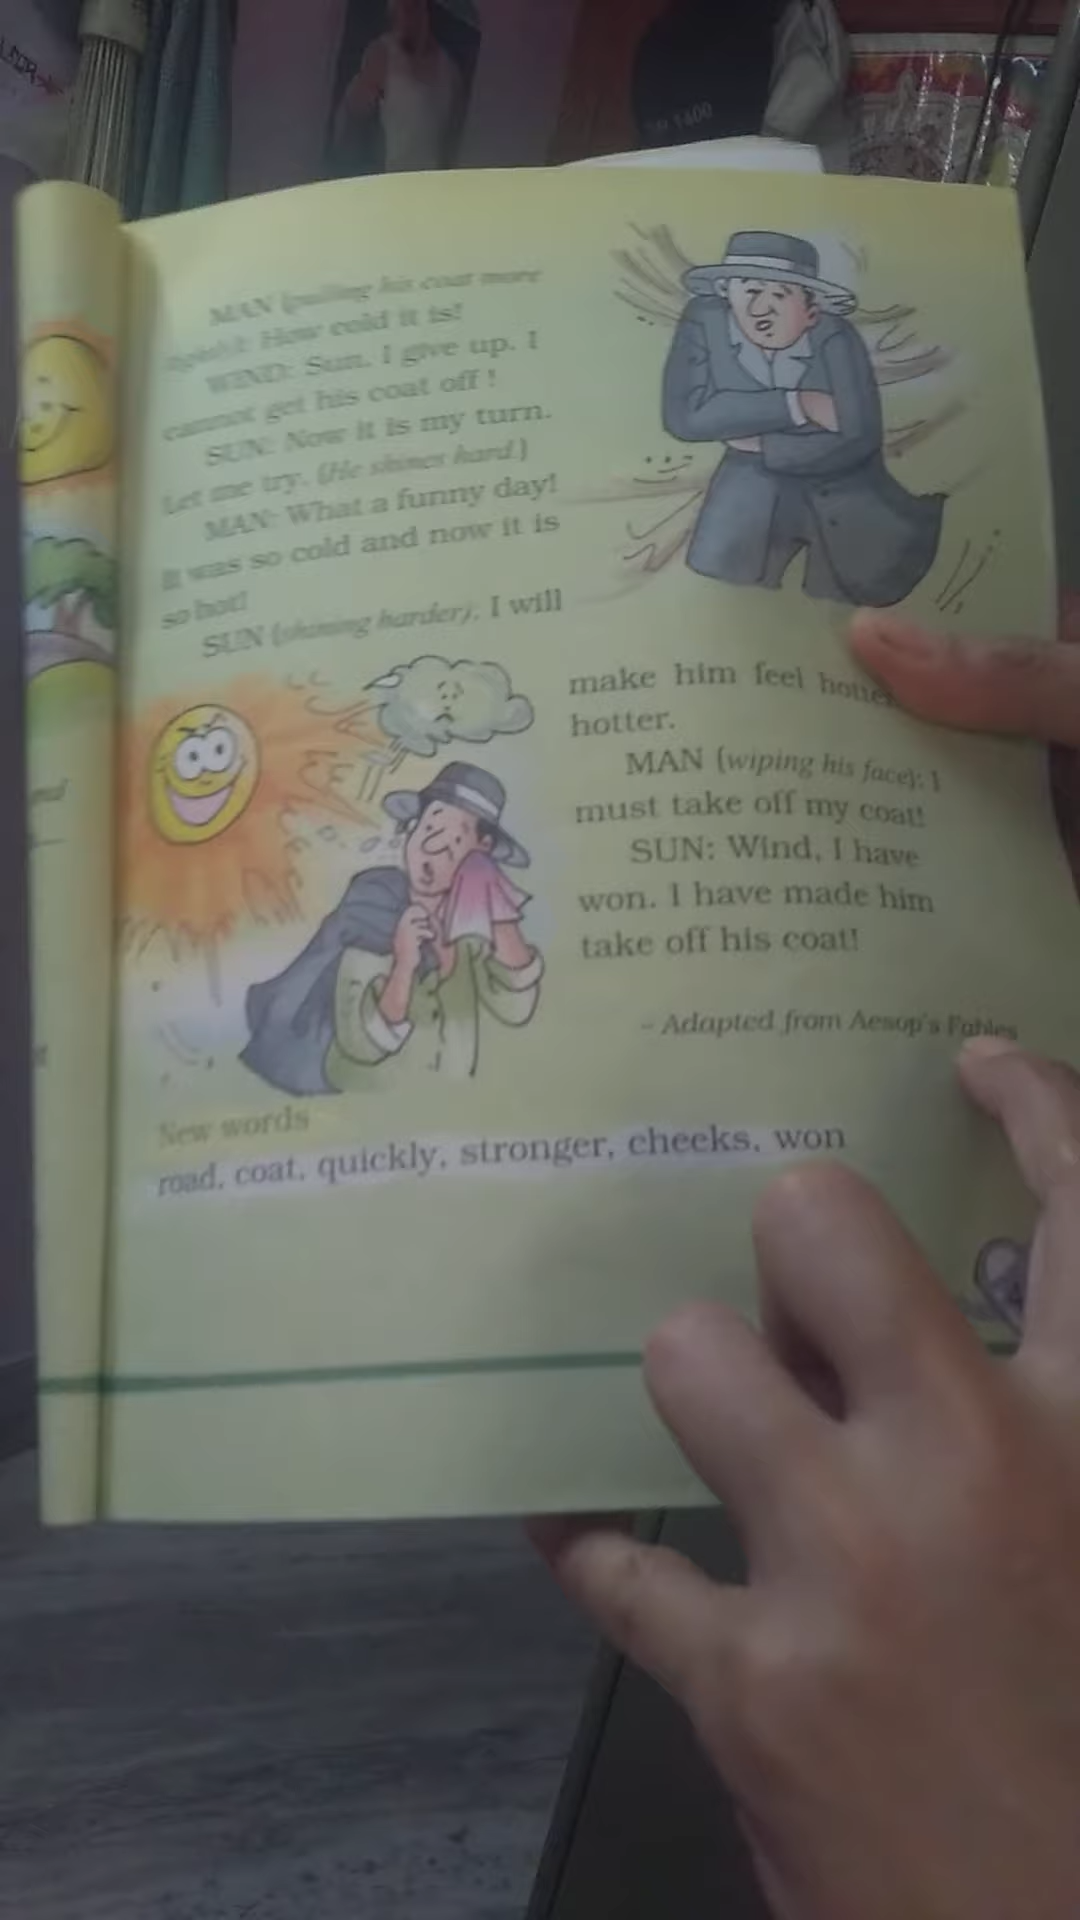 MAN (pulling his coat more
tightly): How cold it is!
WIND: Sun, I give up. I
cannot get his coat off !
SUN: Now it is my turn.
Let me try. (He shines hard.)
MAN: What a funny day!
It was so cold and now it is
so hot!
SUN (shining harder). I will
make him feel hotter
hotter.
MAN (wiping his face): I
must take off my coat!
SUN: Wind, I have
won. I have made him
take off his coat!
– Adapted from Aesop's Fables
New words
road, coat, quickly, stronger, cheeks, won